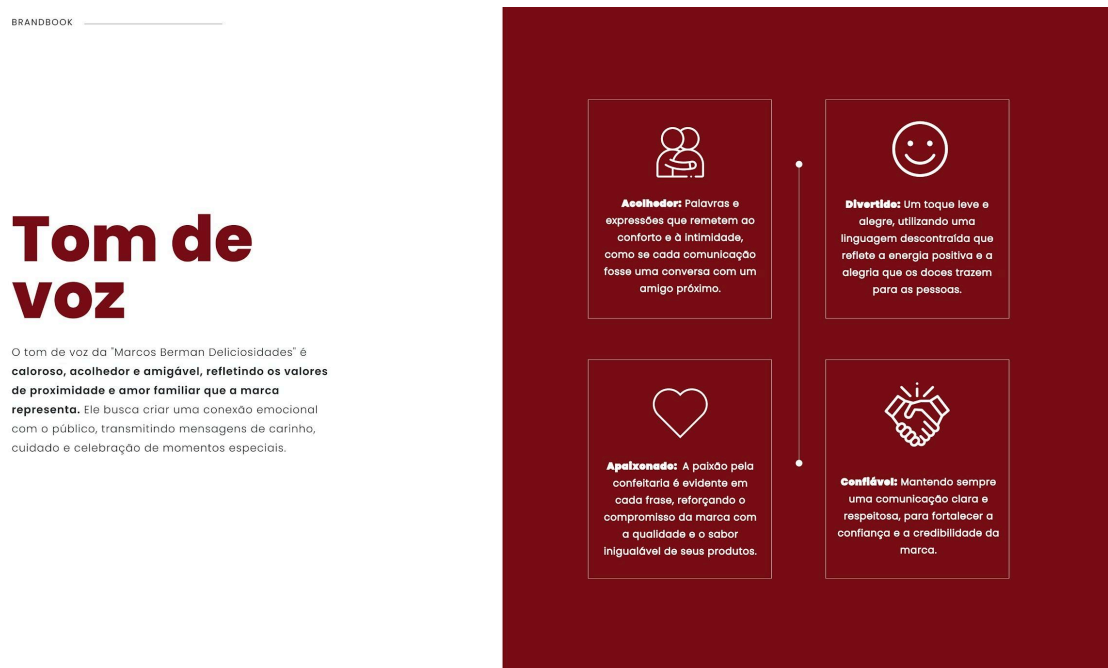 BRANDBOOK
Tom de
voz
O tom de voz da "Marcos Berman Deliciosidades" é
caloroso, acolhedor e amigável, refletindo os valores
de proximidade e amor familiar que a marca
representa. Ele busca criar uma conexão emocional
com o público, transmitindo mensagens de carinho,
cuidado e celebração de momentos especiais.
Acolhedor: Palavras e
expressões que remetem ao
conforto e à intimidade,
como se cada comunicação
fosse uma conversa com um
amigo próximo.
Divertido: Um toque leve e
alegre, utilizando uma
linguagem descontraída que
reflete a energia positiva e a
alegria que os doces trazem
para as pessoas.
Apaixonado: A paixão pela
confeitaria é evidente em
cada frase, reforçando o
compromisso da marca com
a qualidade e o sabor
inigualável de seus produtos.
Confiável: Mantendo sempre
uma comunicação clara e
respeitosa, para fortalecer a
confiança e a credibilidade da
marca.